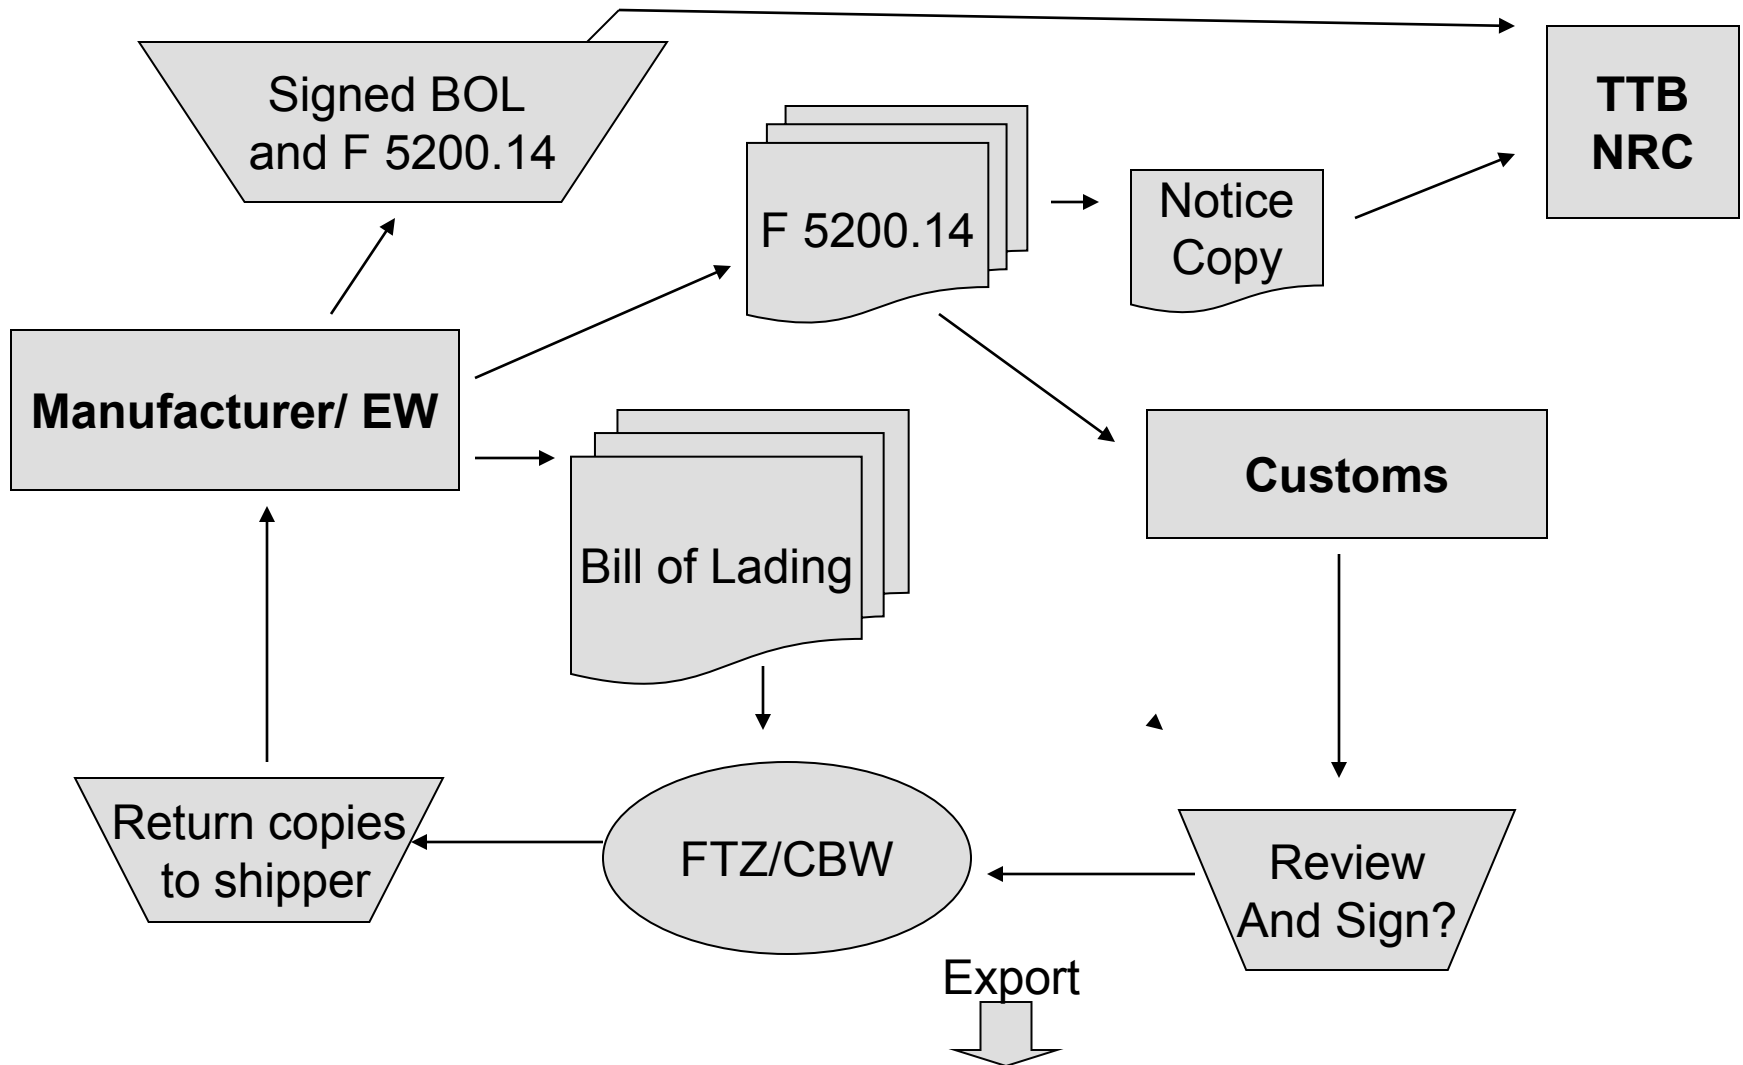 Signed BOL
and F 5200.14
TTB
NRC
F 5200.14
Notice
Copy
Manufacturer/ EW
Customs
Bill of Lading
Return copies
to shipper
FTZ/CBW
Review
And Sign?
Export